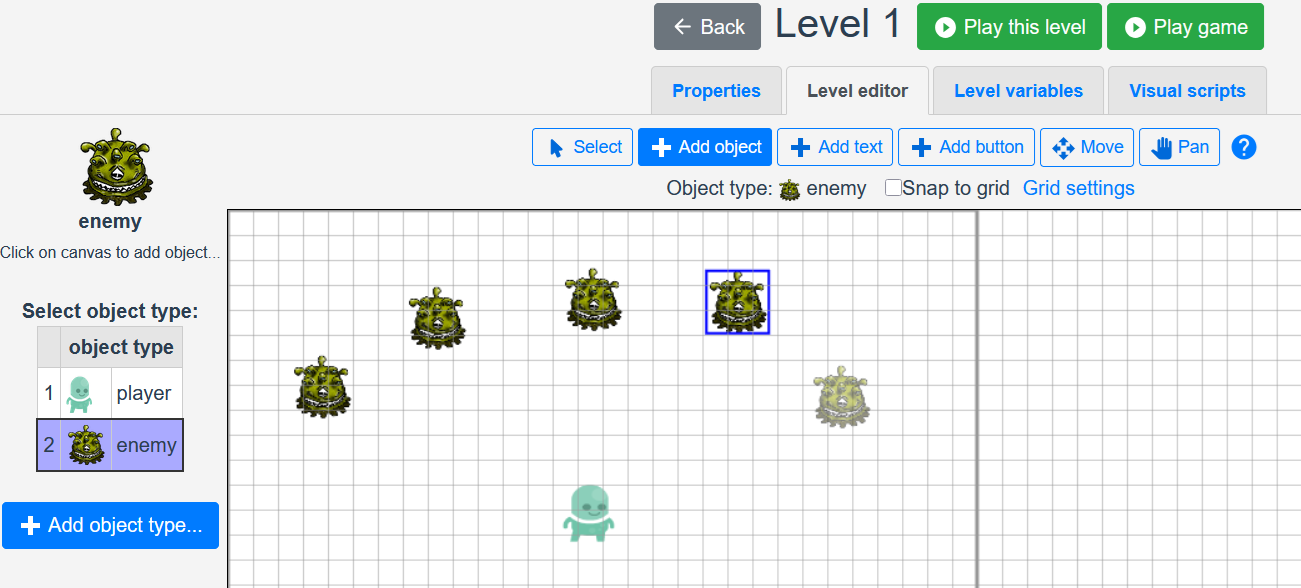 Back Level 1 Play this level Play game
Properties Level editor Level variables Visual scripts
Select Add object Add text Add button Move Pan ?
Object type: enemy Snap to grid Grid settings
enemy
Click on canvas to add object...
Select object type:
object type
1 player
2 enemy
Add object type...